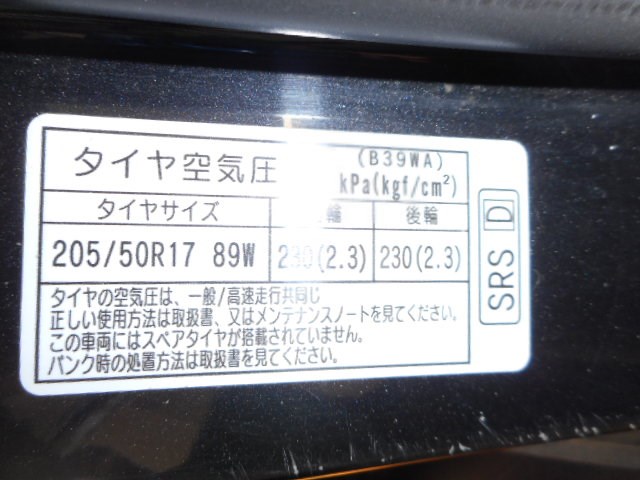 タイヤ空気圧 (B39WA)
kPa(kgf/cm²)
タイヤサイズ 輪 後輪
205/50R17 89W 230(2.3) 230(2.3)
タイヤの空気圧は、一般/高速走行共同じ
正しい使用方法は取扱書、又はメンテナンスノートを見てください。
この車両にはスペアタイヤが搭載されていません。
パンク時の処置方法は取扱書を見てください。
SRS D